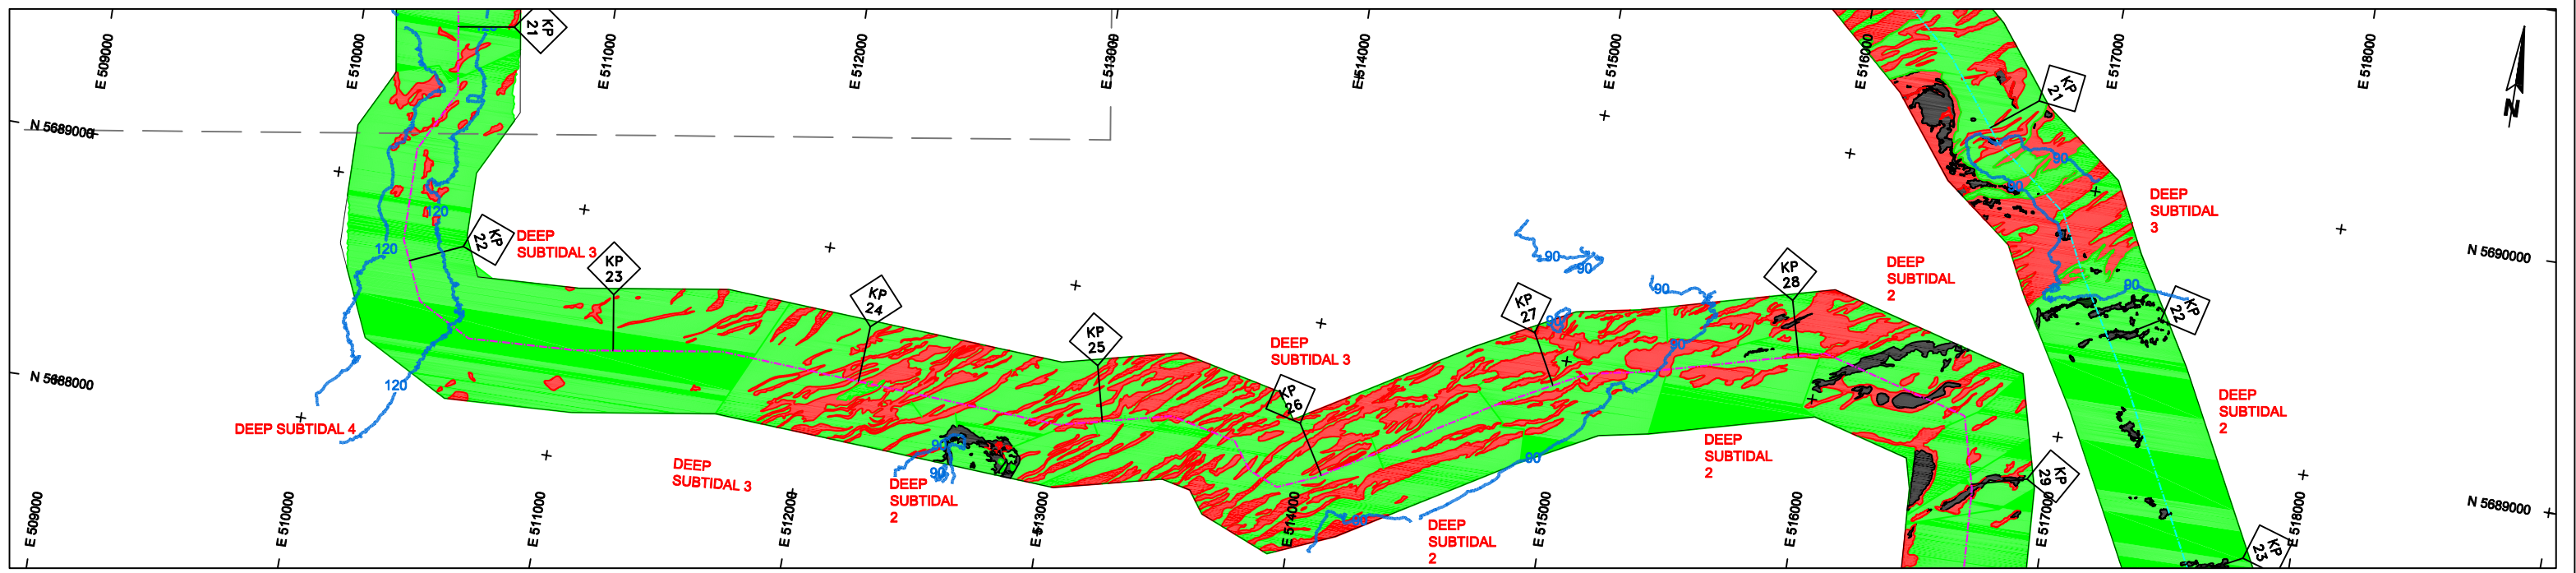 E 509000
E 510000
E 511000
E 512000
E 513000
E 514000
E 515000
E 516000
E 517000
E 518000
120
KP
21
KP
21
N
N 5689000
90
90
DEEP
SUBTIDAL
3
120
120
KP
22
DEEP
SUBTIDAL 3
KP
23
KP
24
KP
25
DEEP
SUBTIDAL 3
KP
26
KP
27
90
90
90
90
90
KP
28
DEEP
SUBTIDAL
2
90
KP
22
N 5690000
N 5688000
120
DEEP SUBTIDAL 4
DEEP
SUBTIDAL 3
90
90
DEEP
SUBTIDAL
2
90
90
DEEP
SUBTIDAL
2
DEEP
SUBTIDAL
2
DEEP
SUBTIDAL
2
KP
29
KP
23
N 5689000
E 509000
E 510000
E 511000
E 512000
E 513000
E 514000
E 515000
E 516000
E 517000
E 518000